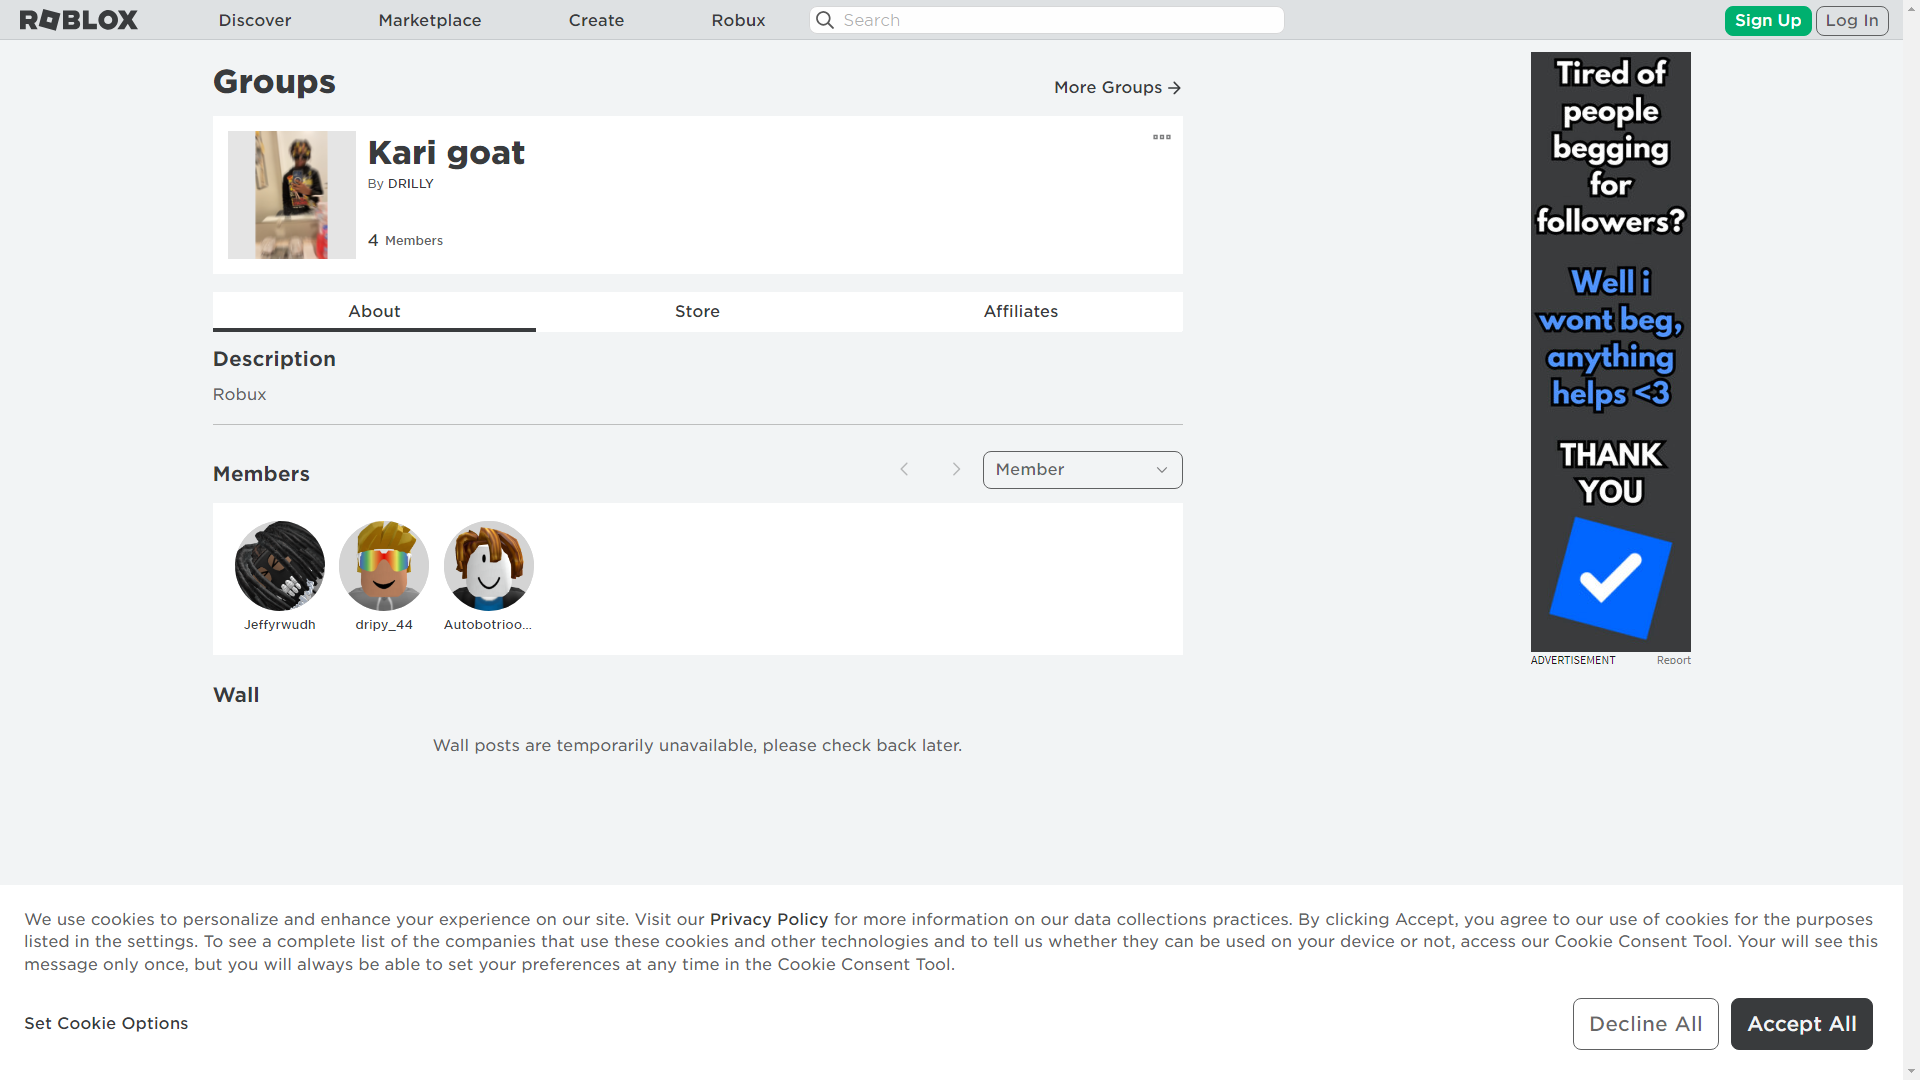 ROBLOX
Discover
Marketplace
Create
Robux
Search
Sign Up
Log In
Groups
More Groups
Kari goat
By DRILLY
4 Members
About
Store
Affiliates
Description
Robux
Members
Member
Jeffyrwudh
dripy_44
Autobotrioo...
Wall
Wall posts are temporarily unavailable, please check back later.
Tired of
people
begging
for
followers?
Well i
wont beg,
anything
helps <3
THANK
YOU
ADVERTISEMENT
Report
We use cookies to personalize and enhance your experience on our site. Visit our Privacy Policy for more information on our data collections practices. By clicking Accept, you agree to our use of cookies for the purposes
listed in the settings. To see a complete list of the companies that use these cookies and other technologies and to tell us whether they can be used on your device or not, access our Cookie Consent Tool. Your will see this
message only once, but you will always be able to set your preferences at any time in the Cookie Consent Tool.
Set Cookie Options
Decline All
Accept All